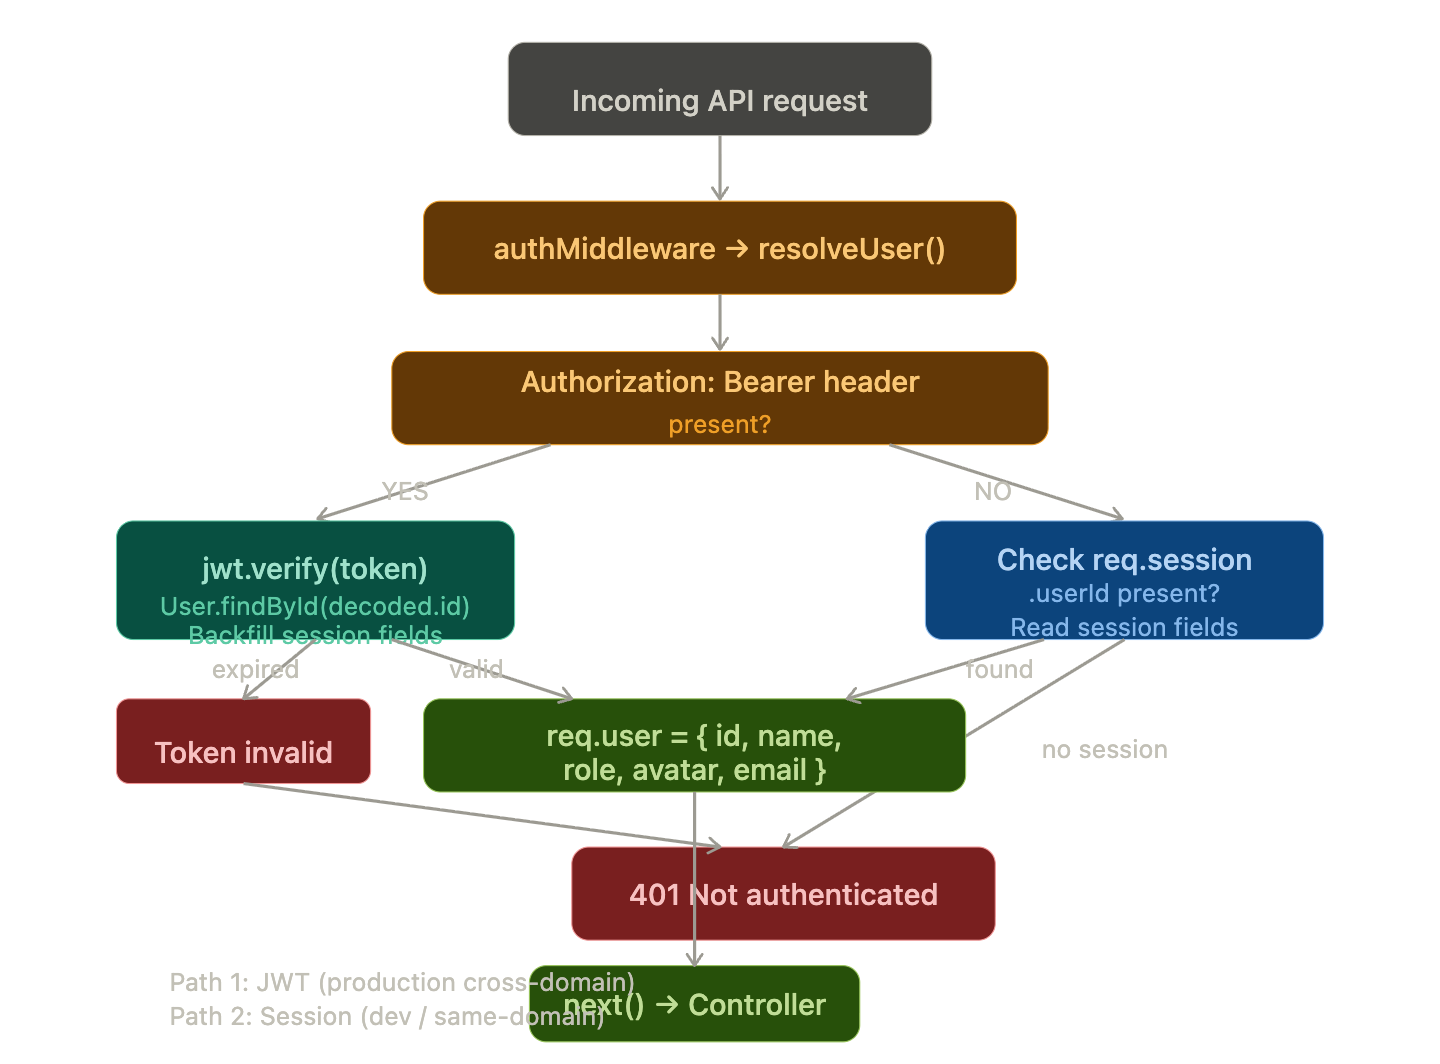 Incoming API request
authMiddleware → resolveUser()
Authorization: Bearer header
present?
YES
NO
jwt.verify(token)
User.findById(decoded.id)
Backfill session fields
Check req.session
.userId present?
Read session fields
expired
valid
found
Token invalid
req.user = { id, name,
role, avatar, email }
no session
401 Not authenticated
Path 1: JWT (production cross-domain)
Path 2: Session (dev / same-domain)
next() → Controller